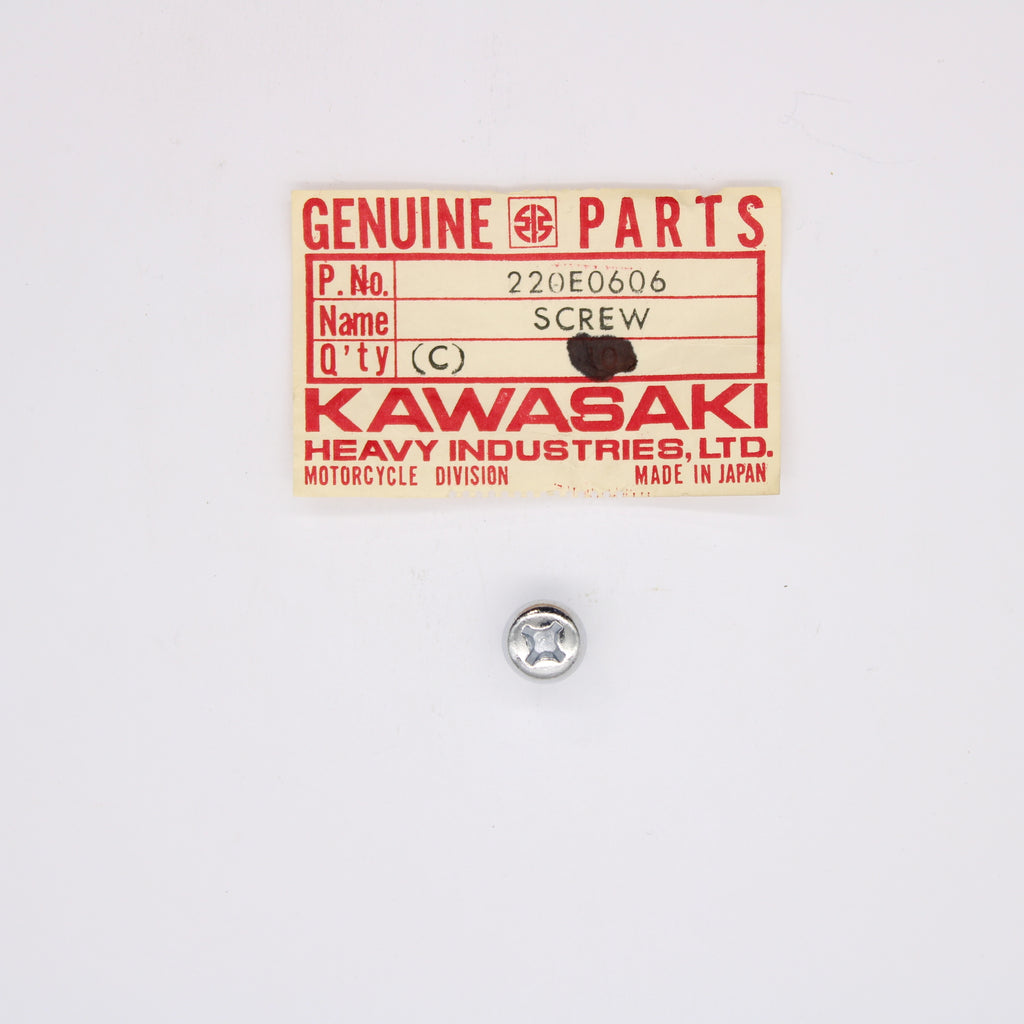 GENUINE PARTS
P. No. 220E0606
Name SCREW
Q'ty (C)
KAWASAKI
HEAVY INDUSTRIES, LTD.
MOTORCYCLE DIVISION MADE IN JAPAN